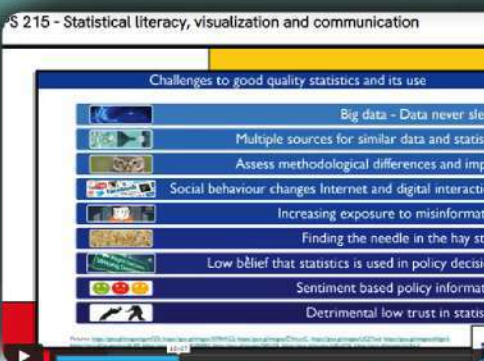 PS 215 - Statistical literacy, visualization and communication
Challenges to good quality statistics and its use
Big data - Data never sle
Multiple sources for similar data and statis
Assess methodological differences and imp
Social behaviour changes Internet and digital interacti
Increasing exposure to misinformat
Finding the needle in the hay st
Low belief that statistics is used in policy decisi
Sentiment based policy informat
Detrimental low trust in statis